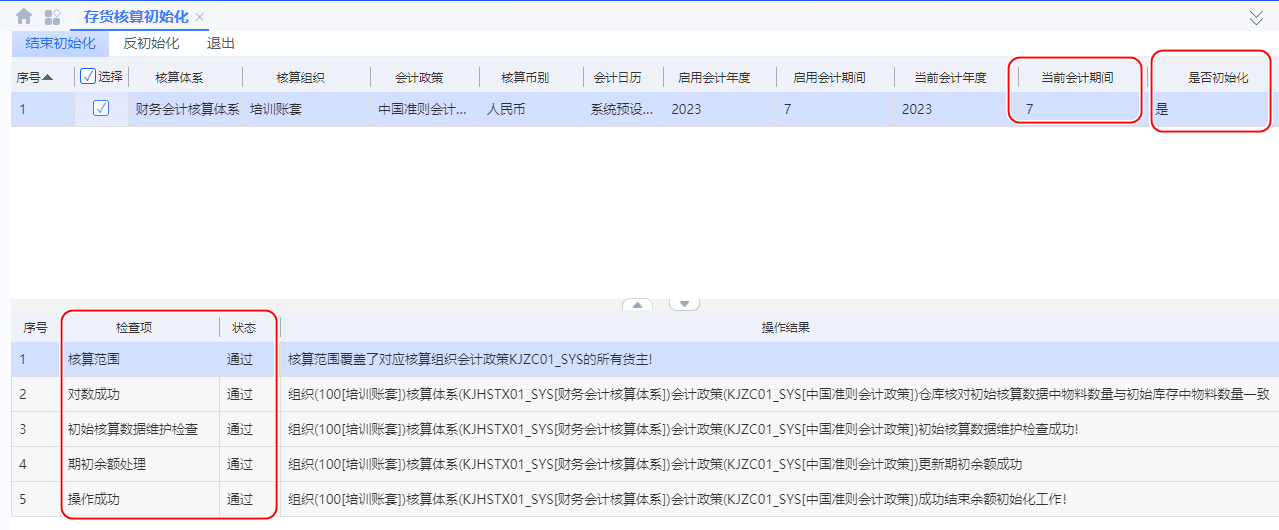 存货核算初始化
结束初始化 反初始化 退出
序号 选择 核算体系 核算组织 会计政策 核算币别 会计日历 启用会计年度 启用会计期间 当前会计年度 当前会计期间 是否初始化
1 财务会计核算体系 培训账套 中国准则会计... 人民币 系统预设... 2023 7 2023 7 是
序号 检查项 状态 操作结果
1 核算范围 通过 核算范围覆盖了对应核算组织会计政策KJZC01_SYS的所有货主!
2 对数成功 通过 组织(100[培训账套])核算体系(KJHSTX01_SYS[财务会计核算体系])会计政策(KJZC01_SYS[中国准则会计政策])仓库核对初始核算数据中物料数量与初始库存中物料数量一致
3 初始核算数据维护检查 通过 组织(100[培训账套])核算体系(KJHSTX01_SYS[财务会计核算体系])会计政策(KJZC01_SYS[中国准则会计政策])初始核算数据维护检查成功!
4 期初余额处理 通过 组织(100[培训账套])核算体系(KJHSTX01_SYS[财务会计核算体系])会计政策(KJZC01_SYS[中国准则会计政策])更新期初余额成功
5 操作成功 通过 组织(100[培训账套])核算体系(KJHSTX01_SYS[财务会计核算体系])会计政策(KJZC01_SYS[中国准则会计政策])成功结束余额初始化工作!